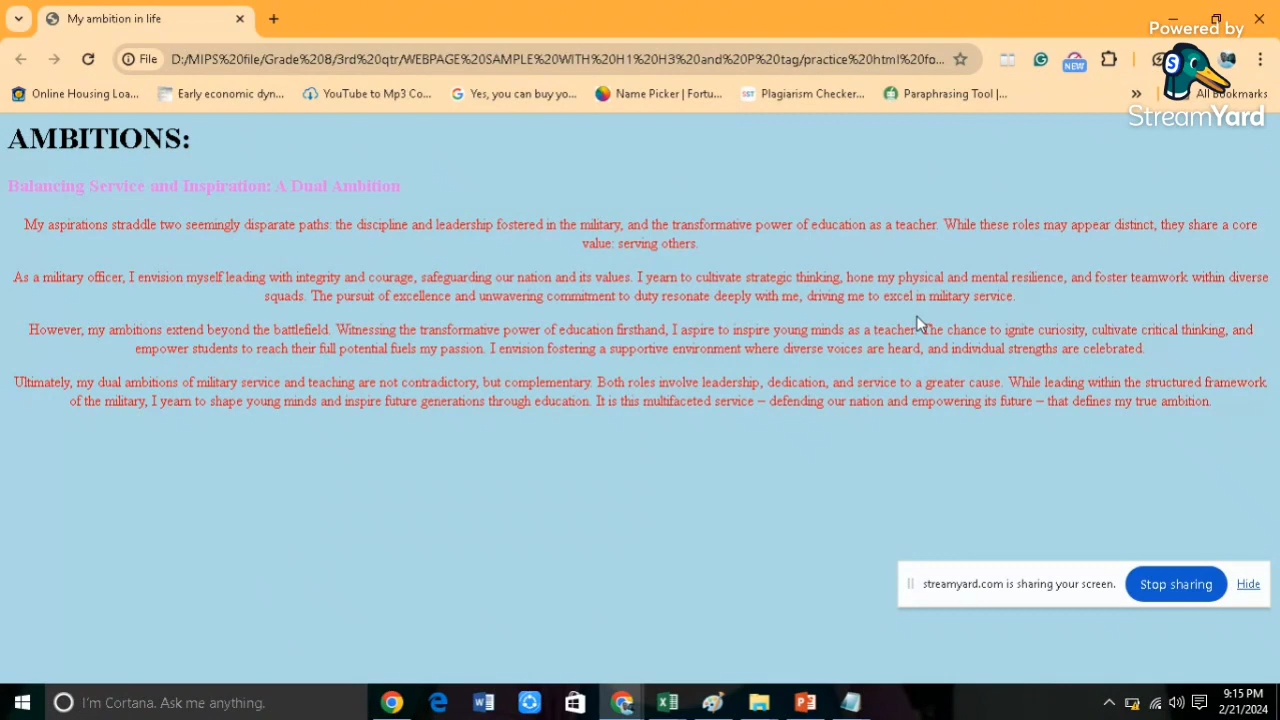 My ambition in life
Powered by
File
D:/MIPS%20file/Grade%208/3rd%20qtr/WEBPAGE%20SAMPLE%20WITH%20H1%20H3%20and%20P%20tag/practice%20html%20fo...
NEW
S
StreamYard
Online Housing Loa...
Early economic dyn...
YouTube to Mp3 Co...
Yes, you can buy yo...
Name Picker | Fortu...
SST
Plagiarism Checker...
Paraphrasing Tool |...
All Bookmarks
AMBITIONS:
Balancing Service and Inspiration: A Dual Ambition
My aspirations straddle two seemingly disparate paths: the discipline and leadership fostered in the military, and the transformative power of education as a teacher. While these roles may appear distinct, they share a core
value: serving others.
As a military officer, I envision myself leading with integrity and courage, safeguarding our nation and its values. I yearn to cultivate strategic thinking, hone my physical and mental resilience, and foster teamwork within diverse
squads. The pursuit of excellence and unwavering commitment to duty resonate deeply with me, driving me to excel in military service.
However, my ambitions extend beyond the battlefield. Witnessing the transformative power of education firsthand, I aspire to inspire young minds as a teacher. The chance to ignite curiosity, cultivate critical thinking, and
empower students to reach their full potential fuels my passion. I envision fostering a supportive environment where diverse voices are heard, and individual strengths are celebrated.
Ultimately, my dual ambitions of military service and teaching are not contradictory, but complementary. Both roles involve leadership, dedication, and service to a greater cause. While leading within the structured framework
of the military, I yearn to shape young minds and inspire future generations through education. It is this multifaceted service – defending our nation and empowering its future – that defines my true ambition.
streamyard.com is sharing your screen.
Stop sharing
Hide
I'm Cortana. Ask me anything.
9:15 PM
2/21/2024